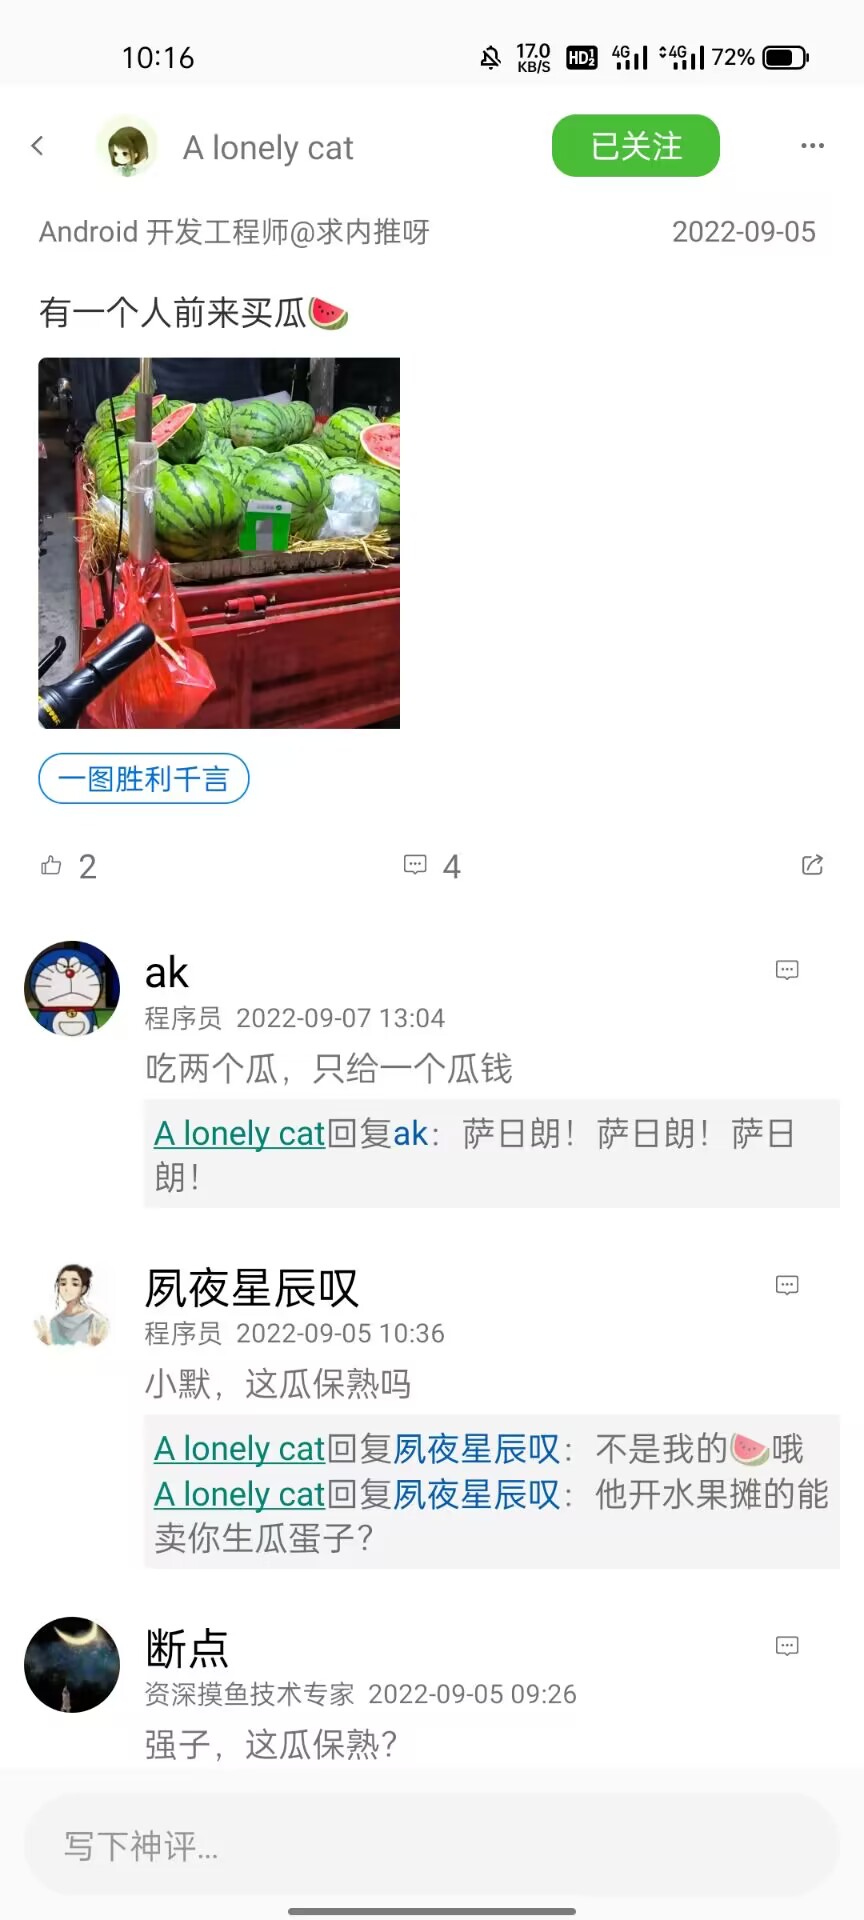 10:16 17.0 KB/S HD 4G 4G 72%
A lonely cat 已关注
Android 开发工程师@求内推呀 2022-09-05
有一个人前来买瓜🍉
一图胜利千言
2 4
ak
程序员 2022-09-07 13:04
吃两个瓜，只给一个瓜钱
A lonely cat回复ak：萨日朗！萨日朗！萨日
朗！
夙夜星辰叹
程序员 2022-09-05 10:36
小默，这瓜保熟吗
A lonely cat回复夙夜星辰叹：不是我的🍉哦
A lonely cat回复夙夜星辰叹：他开水果摊的能
卖你生瓜蛋子？
断点
资深摸鱼技术专家 2022-09-05 09:26
强子，这瓜保熟？
写下神评...